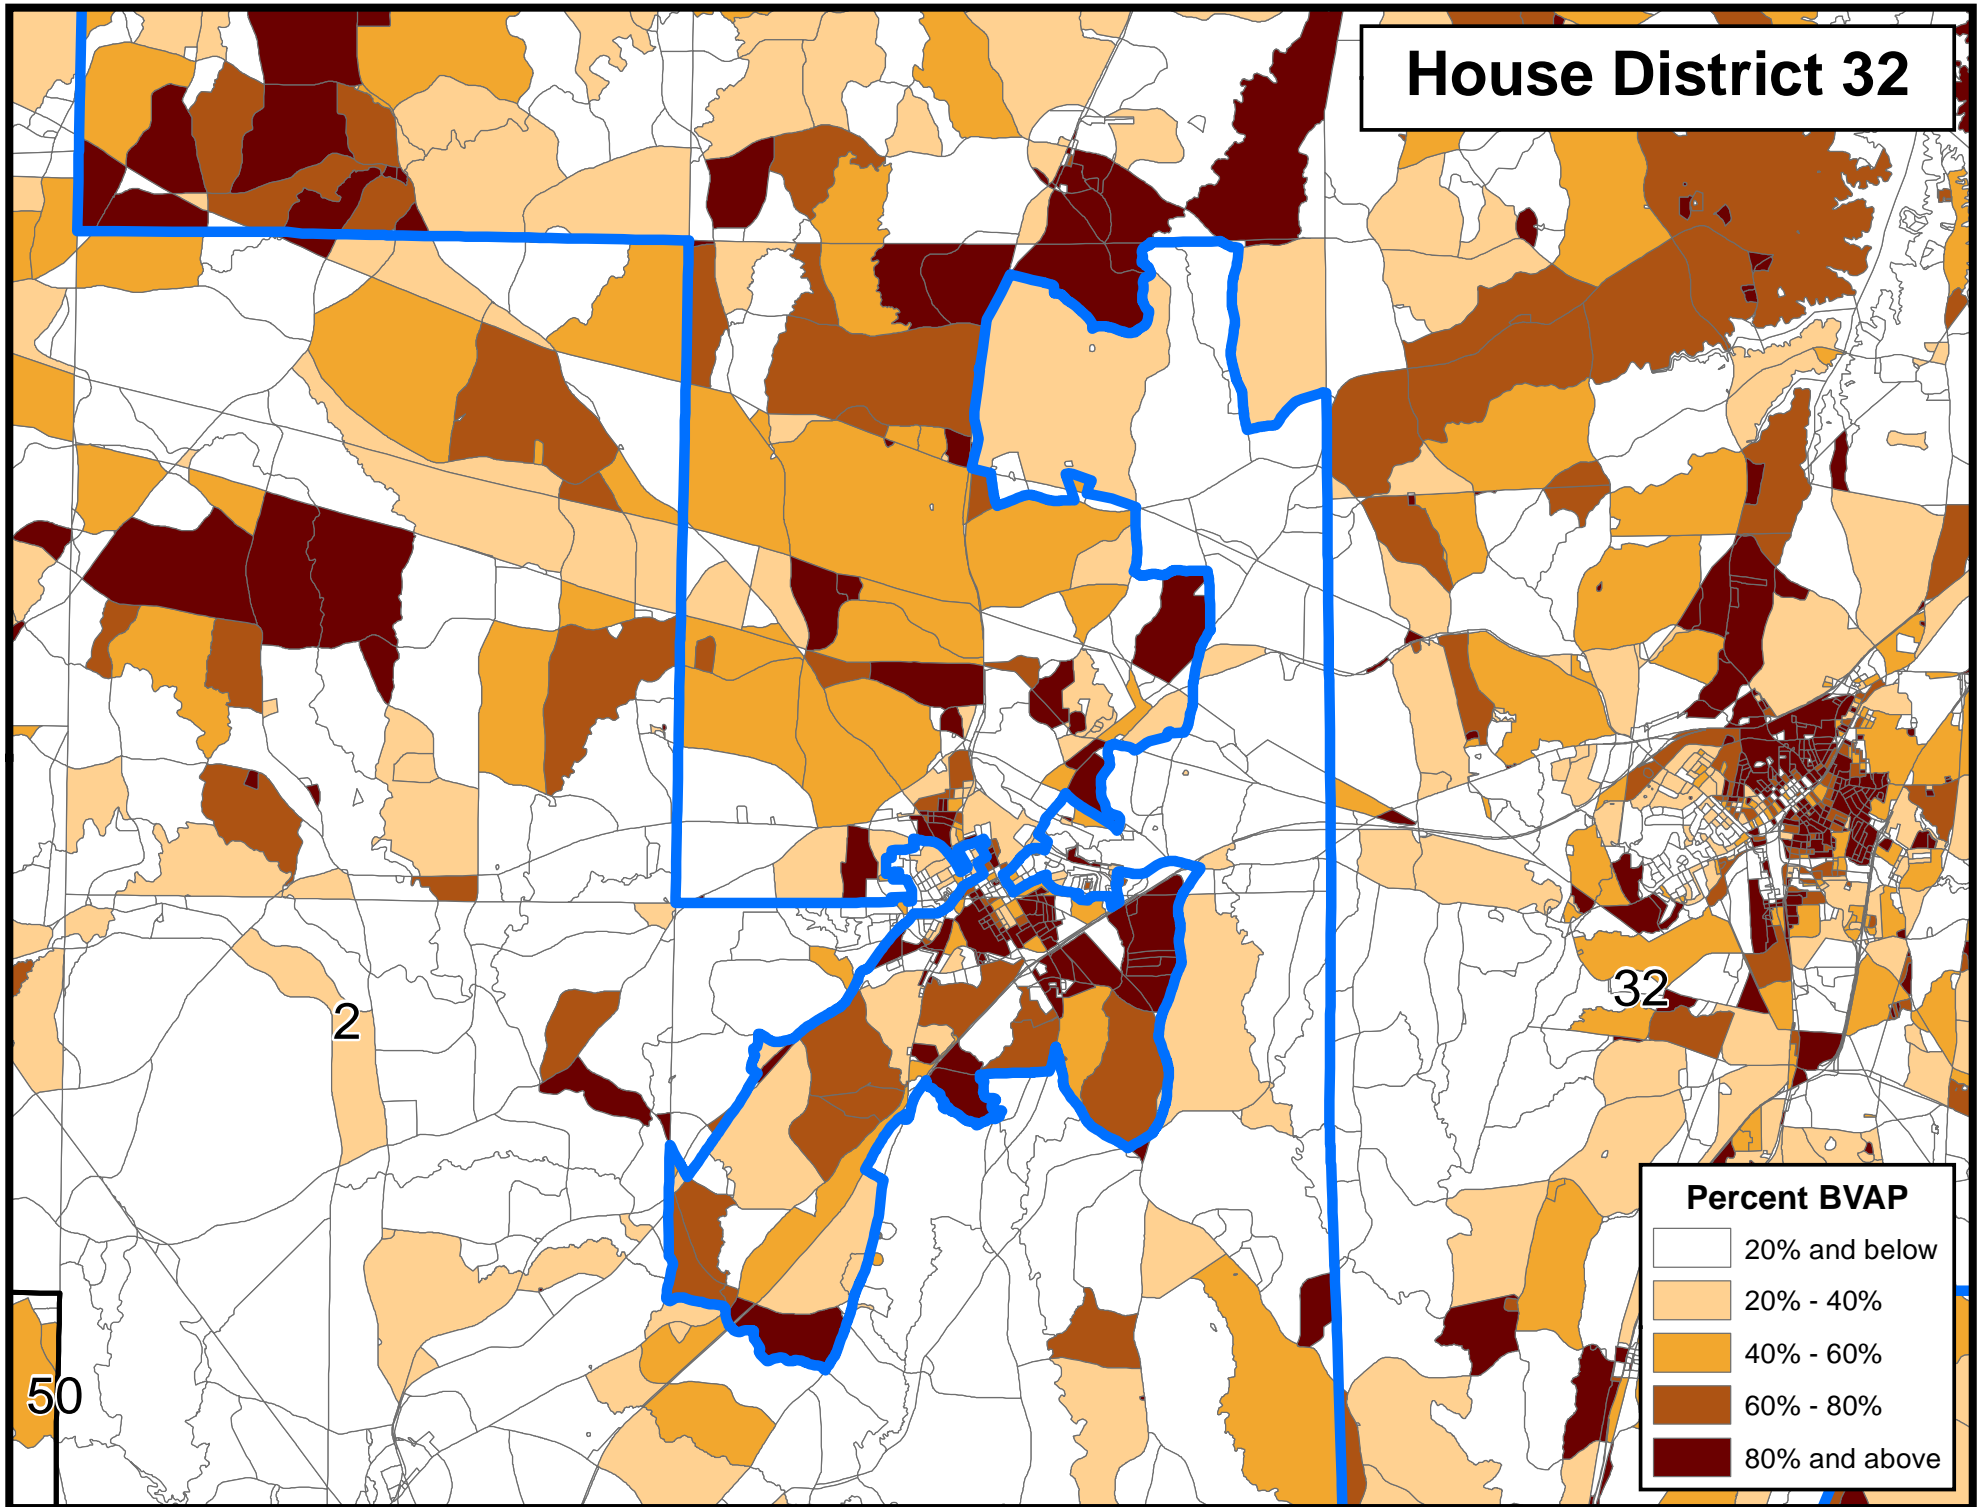 House District 32
2
32
50
Percent BVAP
20% and below
20% - 40%
40% - 60%
60% - 80%
80% and above